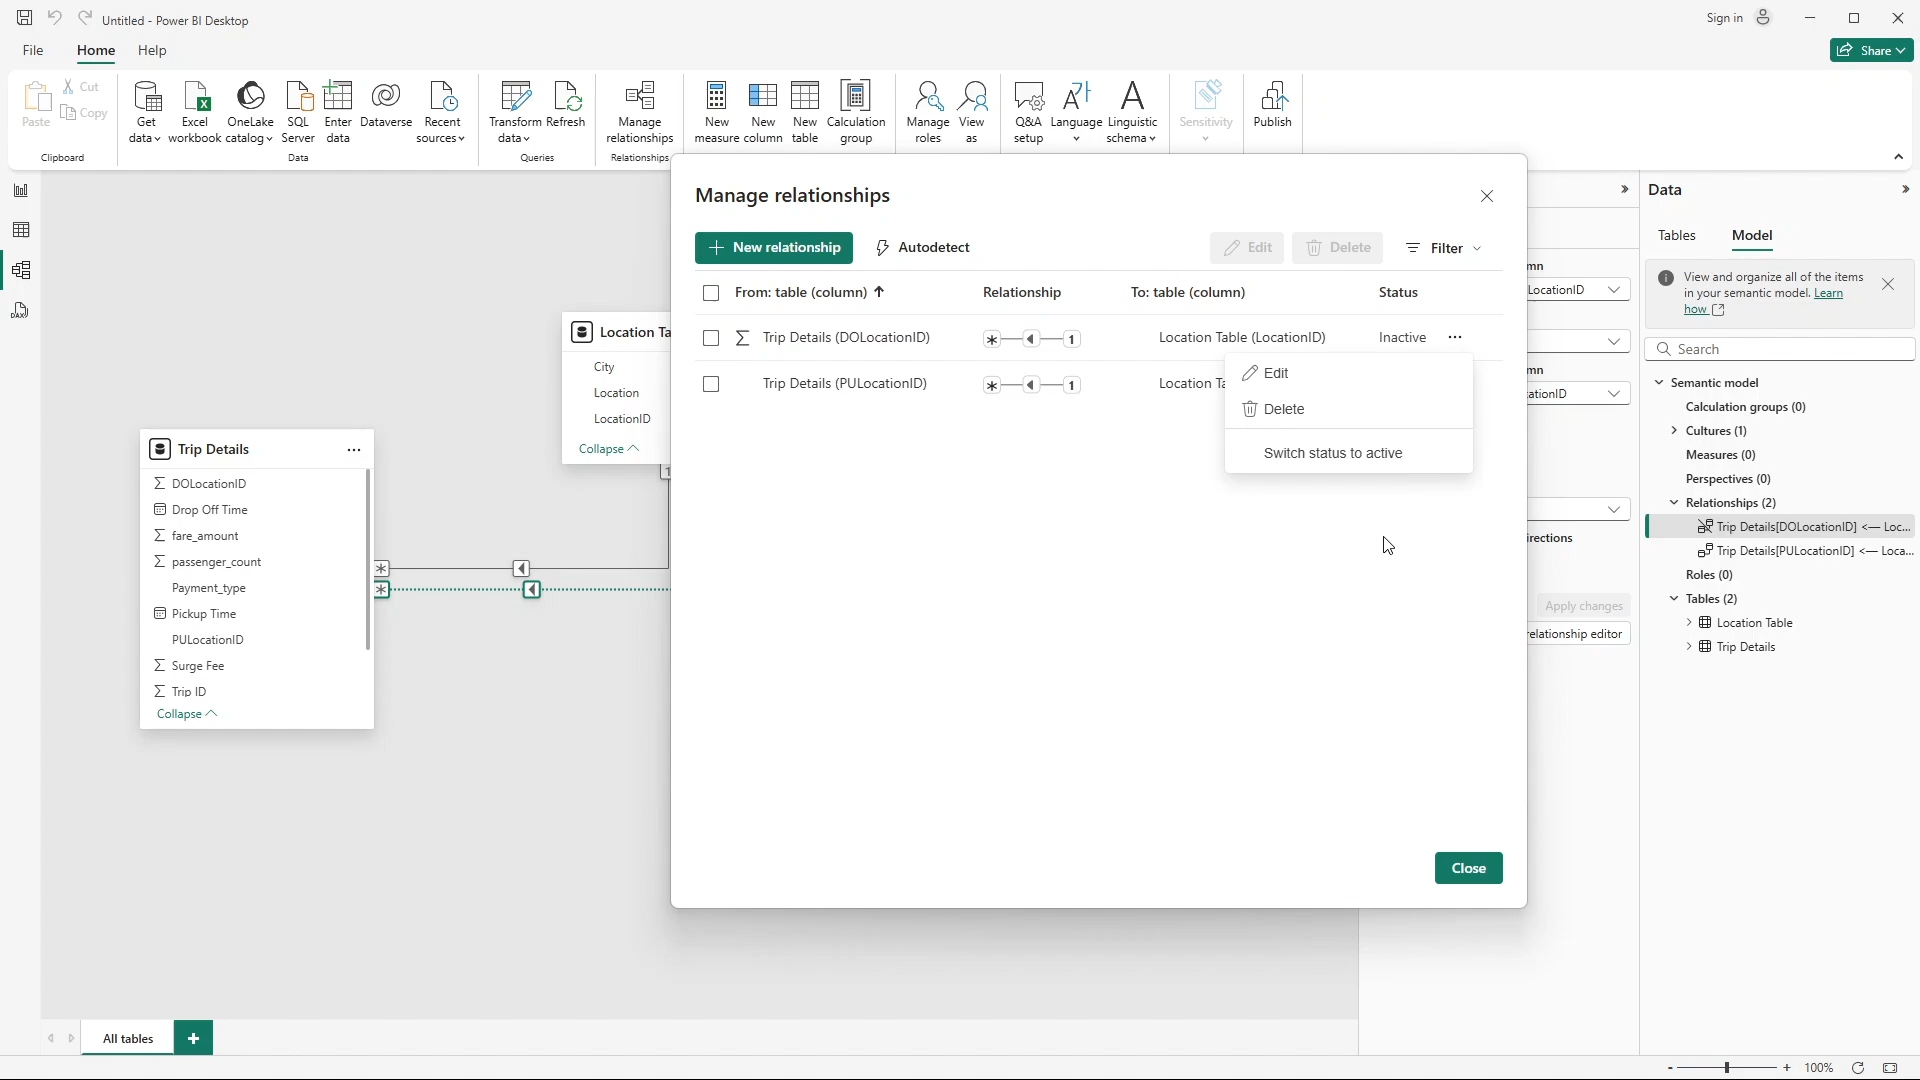 Untitled - Power BI Desktop
Sign in
File
Home
Help
Share
Paste
Cut
Copy
Clipboard
Get data
Excel workbook
OneLake catalog
SQL Server
Enter data
Dataverse
Recent sources
Data
Transform data
Refresh
Queries
Manage relationships
Relationships
New measure
New column
New table
Calculation group
Manage roles
View as
Q&A setup
Language
Linguistic schema
Sensitivity
Publish
Trip Details
DOLocationID
Drop Off Time
fare_amount
passenger_count
Payment_type
Pickup Time
PULocationID
Surge Fee
Trip ID
Collapse
Location Ta
City
Location
LocationID
Collapse
Manage relationships
New relationship
Autodetect
Edit
Delete
Filter
From: table (column)
Relationship
To: table (column)
Status
Trip Details (DOLocationID)
* 1
Location Table (LocationID)
Inactive
Trip Details (PULocationID)
* 1
Location Ta
Edit
Delete
Switch status to active
Close
mn
LocationID
mn
ationID
irections
Apply changes
relationship editor
Data
Tables
Model
View and organize all of the items
in your semantic model. Learn
how
Search
Semantic model
Calculation groups (0)
Cultures (1)
Measures (0)
Perspectives (0)
Relationships (2)
Trip Details[DOLocationID] <— Loc...
Trip Details[PULocationID] <— Loca...
Roles (0)
Tables (2)
Location Table
Trip Details
All tables
+
- + 100%